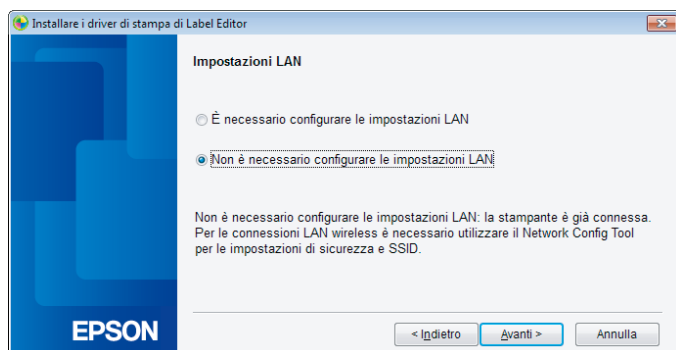 Installare i driver di stampa di Label Editor
Impostazioni LAN
È necessario configurare le impostazioni LAN
Non è necessario configurare le impostazioni LAN
Non è necessario configurare le impostazioni LAN: la stampante è già connessa.
Per le connessioni LAN wireless è necessario utilizzare il Network Config Tool
per le impostazioni di sicurezza e SSID.
EPSON
< Indietro
Avanti >
Annulla